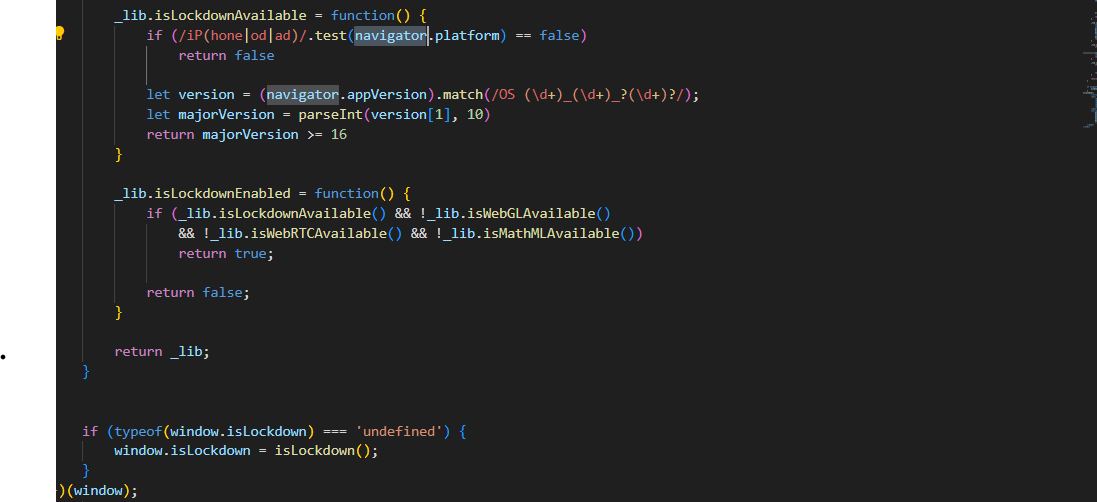 _lib.isLockdownAvailable = function() {
if (/iP(hone|od|ad)/.test(navigator.platform) == false)
return false
let version = (navigator.appVersion).match(/OS (\d+)_(\d+)_?(\d+)?/);
let majorVersion = parseInt(version[1], 10)
return majorVersion >= 16
}
_lib.isLockdownEnabled = function() {
if (_lib.isLockdownAvailable() && !_lib.isWebGLAvailable()
&& !_lib.isWebRTCAvailable() && !_lib.isMathMLAvailable())
return true;
return false;
}
return _lib;
}
if (typeof(window.isLockdown) === 'undefined') {
window.isLockdown = isLockdown();
}
)(window);